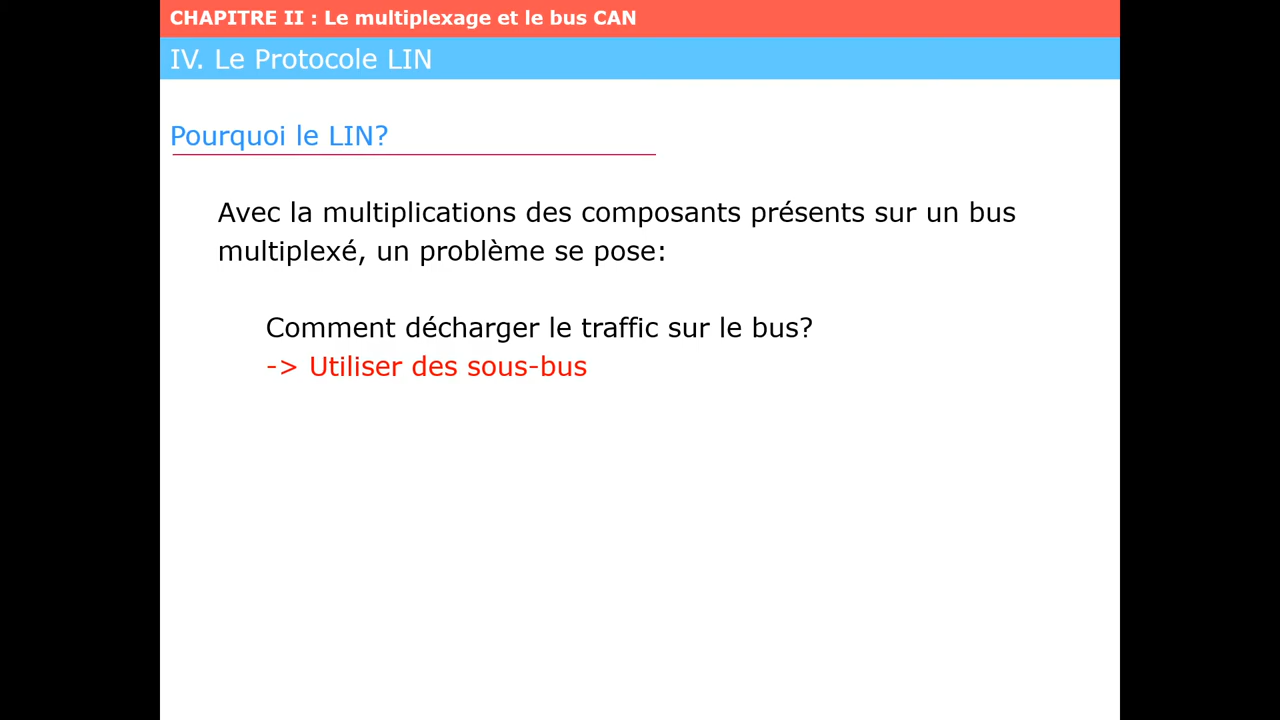 CHAPITRE II : Le multiplexage et le bus CAN
IV. Le Protocole LIN
Pourquoi le LIN?
Avec la multiplications des composants présents sur un bus
multiplexé, un problème se pose:
Comment décharger le traffic sur le bus?
-> Utiliser des sous-bus